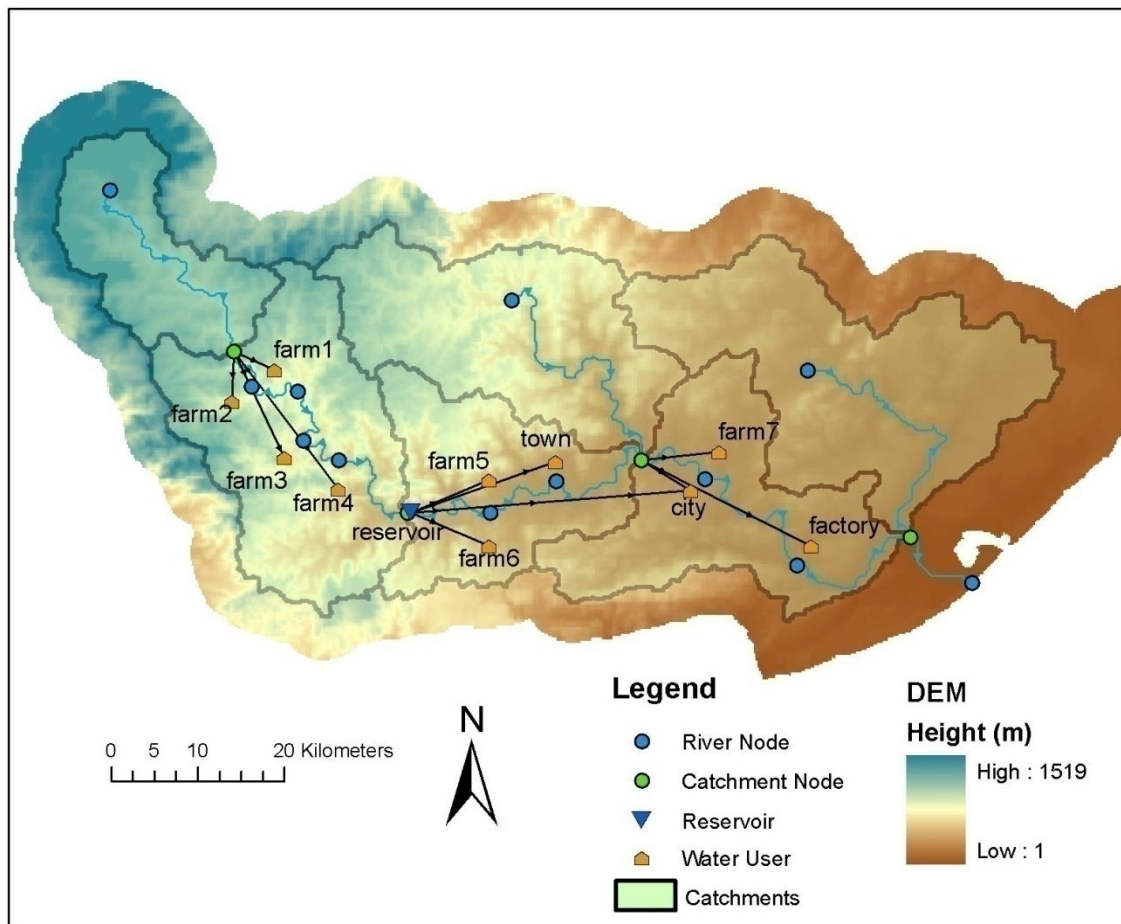 farm1
farm2
farm3
farm4
farm5
town
farm7
city
reservoir
farm6
factory
N
0 5 10 20 Kilometers
Legend
River Node
Catchment Node
Reservoir
Water User
Catchments
DEM
Height (m)
High : 1519
Low : 1